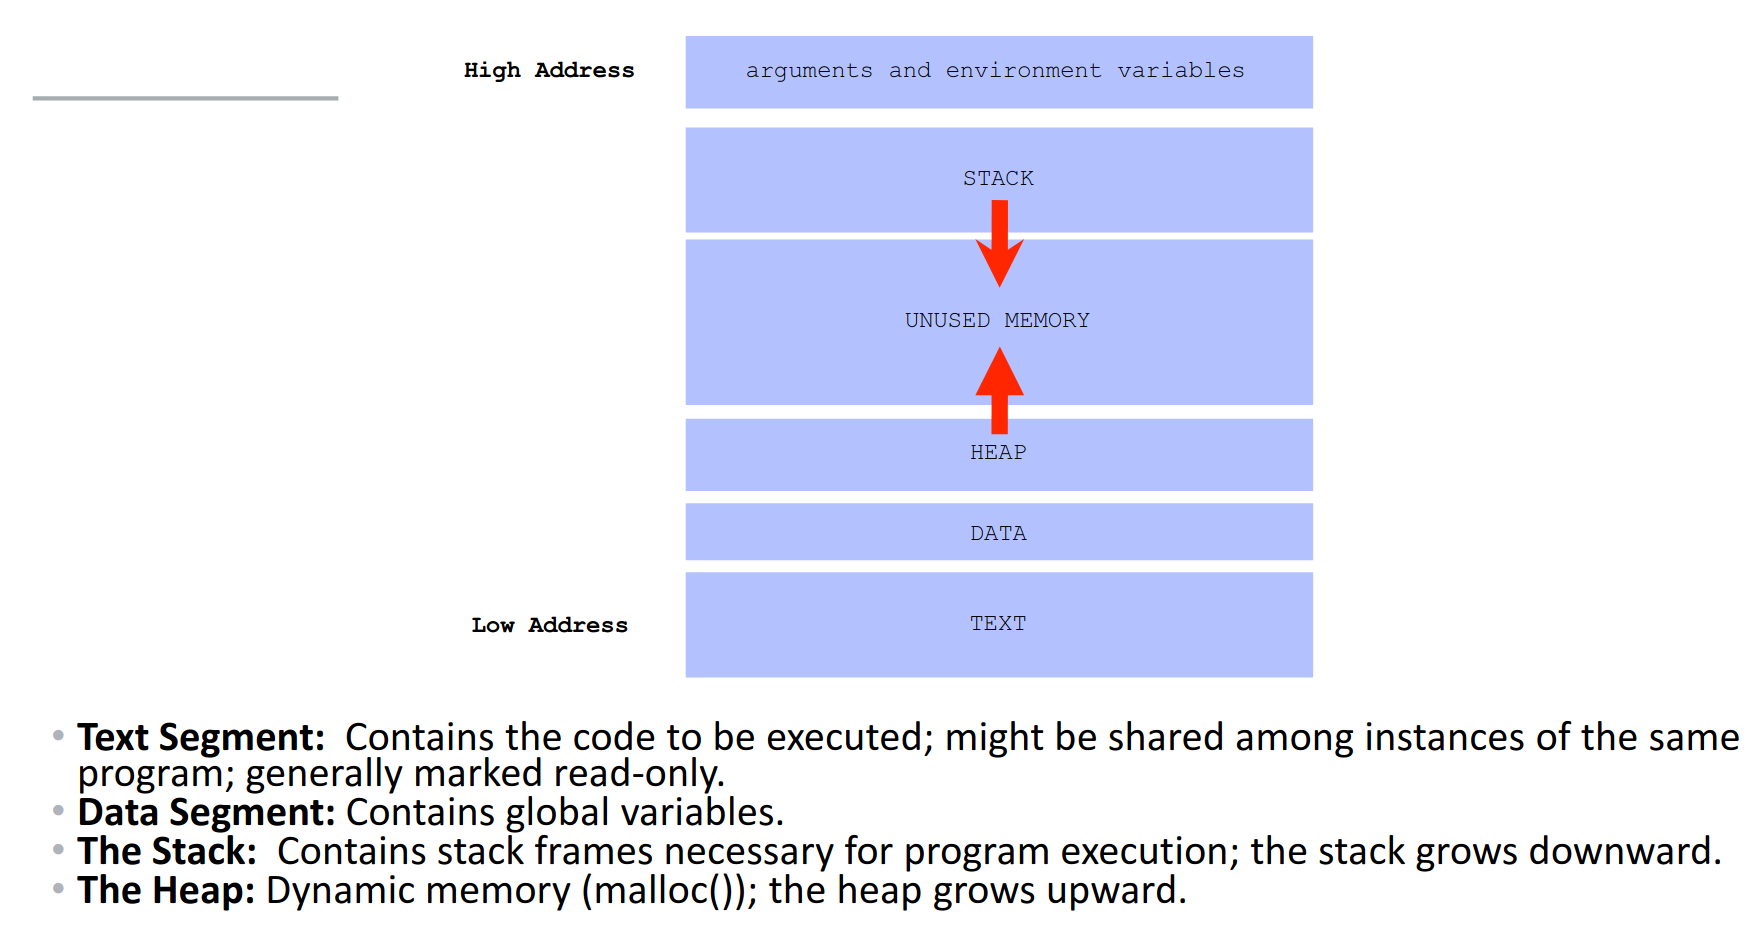 High Address
arguments and environment variables
STACK
UNUSED MEMORY
HEAP
DATA
Low Address
TEXT
• Text Segment: Contains the code to be executed; might be shared among instances of the same
program; generally marked read-only.
• Data Segment: Contains global variables.
• The Stack: Contains stack frames necessary for program execution; the stack grows downward.
• The Heap: Dynamic memory (malloc()); the heap grows upward.